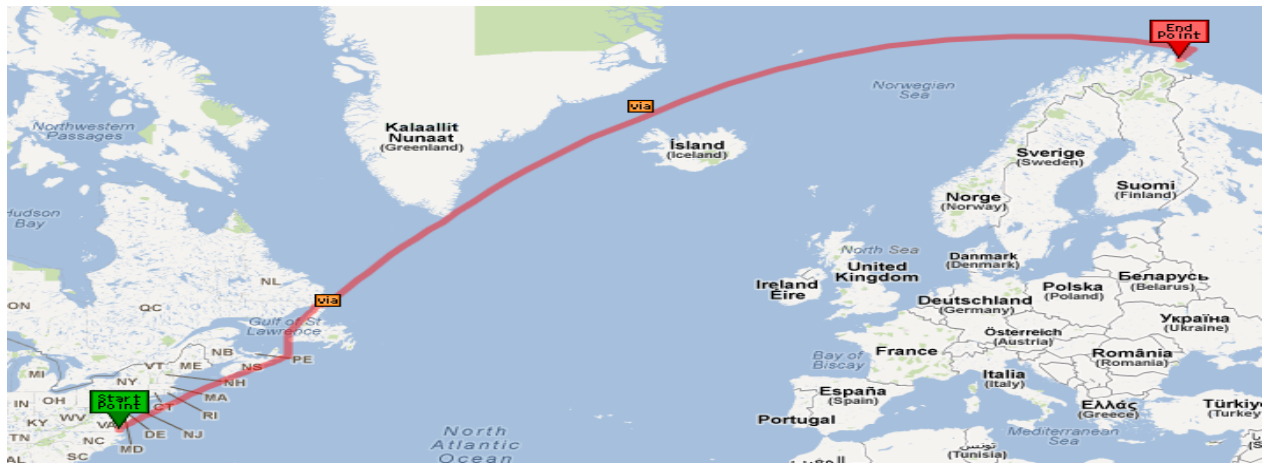 End
Point
Norwegian
Sea
via
Northwestern
Passages
Kalaallit
Nunaat
(Greenland)
Ísland
(Iceland)
Sverige
(Sweden)
Suomi
(Finland)
Norge
(Norway)
Hudson
Bay
North Sea
Danmark
(Denmark)
United
Kingdom
Ireland
Éire
Беларусь
(Belarus)
Polska
(Poland)
NL
via
ON
QC
Deutschland
(Germany)
Україна
(Ukraine)
Gulf of St
Lawrence
Österreich
(Austria)
NB
PE
VT
ME
NS
Bay of
Biscay
France
România
(Romania)
MI
NY
NH
Italia
(Italy)
Start
Point
MA
CT
RI
IN
OH
España
(Spain)
Portugal
Ελλάς
(Greece)
Türkiye
(Turkey)
KY
WV
VA
DE
NJ
MD
TN
NC
SC
AL
North
Atlantic
Ocean
Mediterranean
Sea
تونس
(Tunisia)